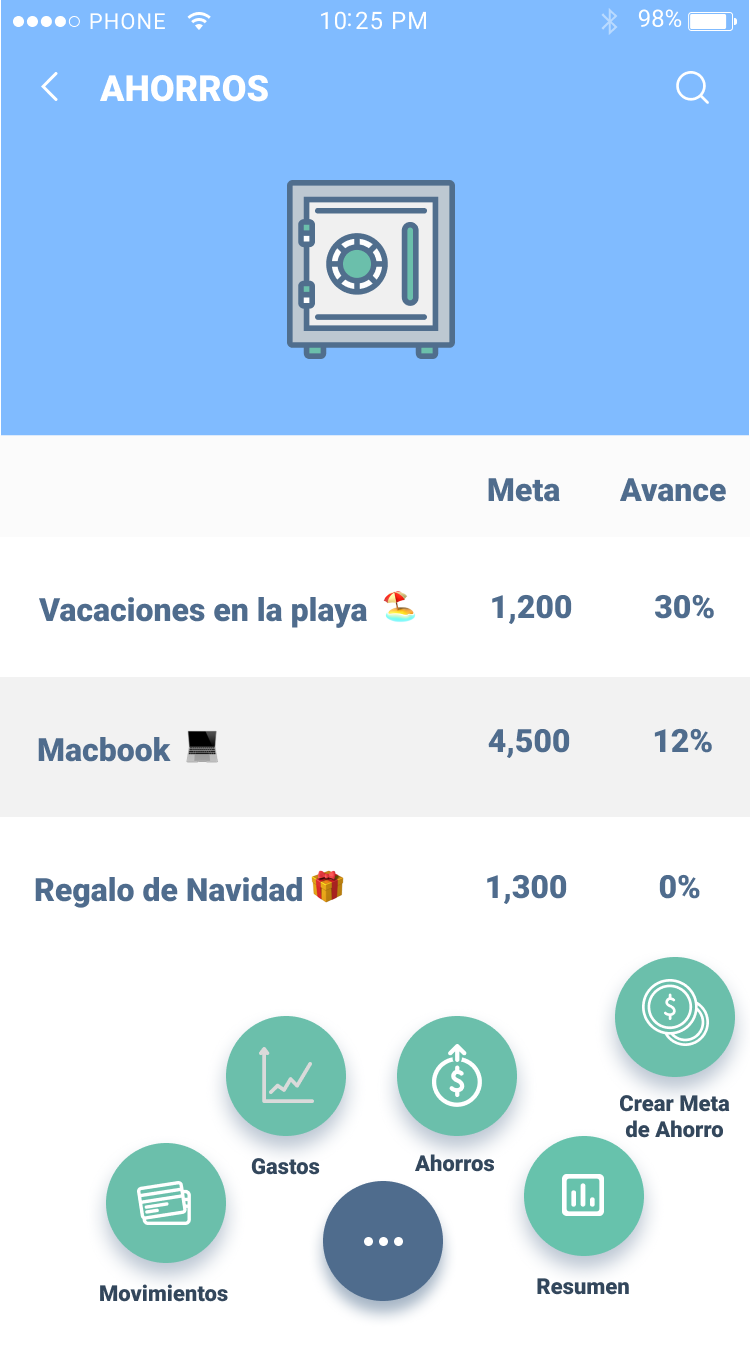 PHONE 10:25 PM 98%
AHORROS
Meta Avance
Vacaciones en la playa 🏖️ 1,200 30%
Macbook 💻 4,500 12%
Regalo de Navidad 🎁 1,300 0%
Crear Meta
de Ahorro
Gastos
Ahorros
Movimientos
Resumen